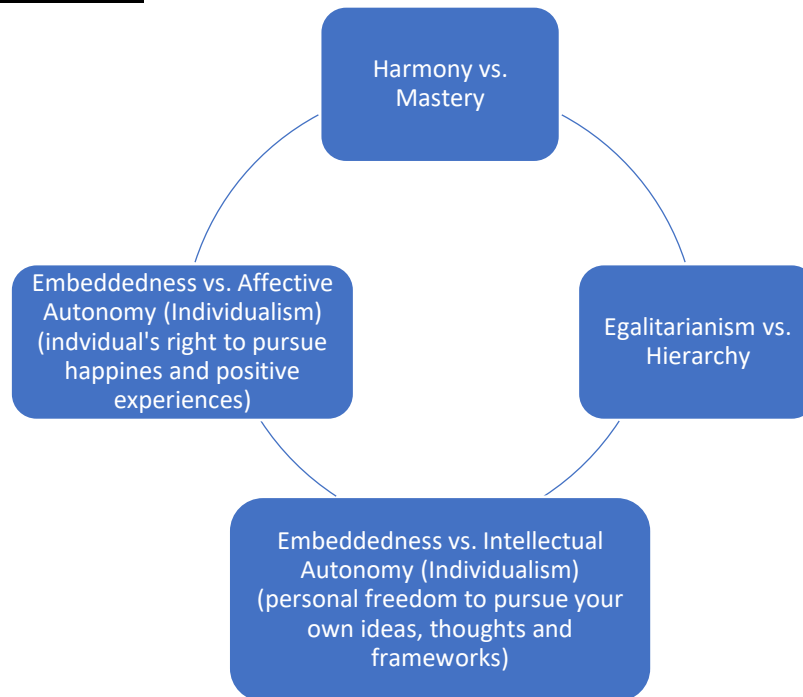 Harmony vs.
Mastery
Embeddedness vs. Affective
Autonomy (Individualism)
(indvidual's right to pursue
happines and positive
experiences)
Egalitarianism vs.
Hierarchy
Embeddedness vs. Intellectual
Autonomy (Individualism)
(personal freedom to pursue your
own ideas, thoughts and
frameworks)